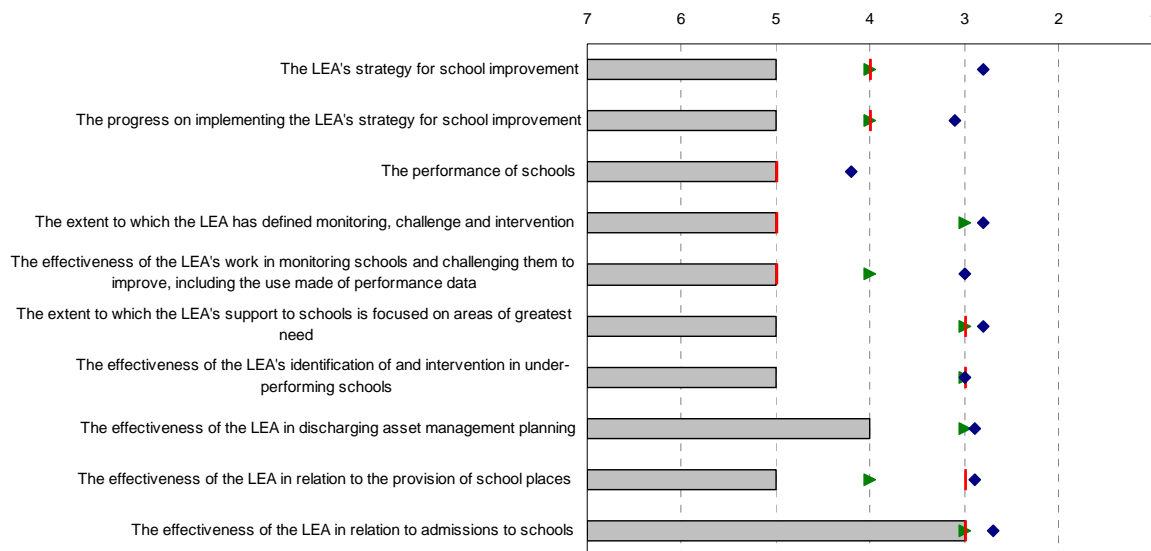 7 6 5 4 3 2 1
The LEA's strategy for school improvement
The progress on implementing the LEA's strategy for school improvement
The performance of schools
The extent to which the LEA has defined monitoring, challenge and intervention
The effectiveness of the LEA's work in monitoring schools and challenging them to
improve, including the use made of performance data
The extent to which the LEA's support to schools is focused on areas of greatest
need
The effectiveness of the LEA's identification of and intervention in under-
performing schools
The effectiveness of the LEA in discharging asset management planning
The effectiveness of the LEA in relation to the provision of school places
The effectiveness of the LEA in relation to admissions to schools